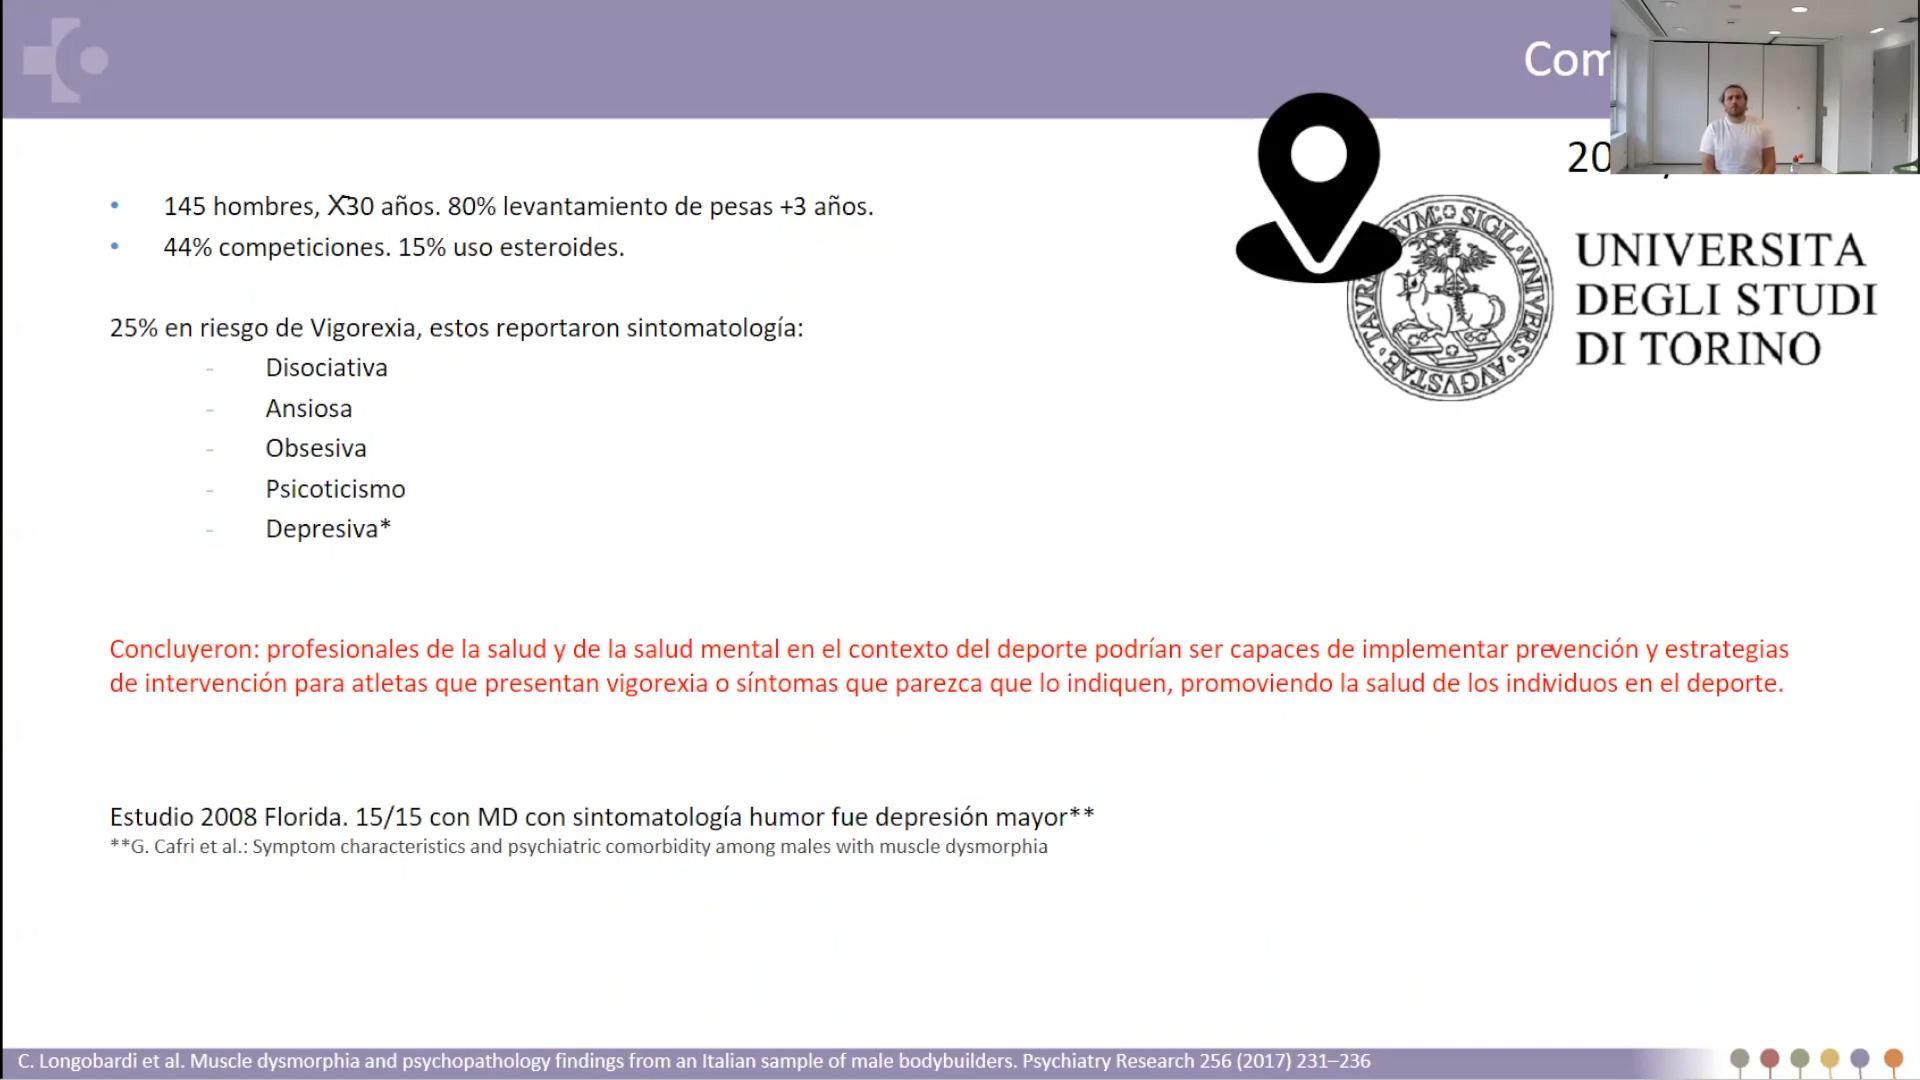 Com
20
145 hombres, X̄30 años. 80% levantamiento de pesas +3 años.
44% competiciones. 15% uso esteroides.
UNIVERSITA
DEGLI STUDI
DI TORINO
25% en riesgo de Vigorexia, estos reportaron sintomatología:
- Disociativa
- Ansiosa
- Obsesiva
- Psicoticismo
- Depresiva*
Concluyeron: profesionales de la salud y de la salud mental en el contexto del deporte podrían ser capaces de implementar prevención y estrategias
de intervención para atletas que presentan vigorexia o síntomas que parezca que lo indiquen, promoviendo la salud de los individuos en el deporte.
Estudio 2008 Florida. 15/15 con MD con sintomatología humor fue depresión mayor**
**G. Cafri et al.: Symptom characteristics and psychiatric comorbidity among males with muscle dysmorphia
C. Longobardi et al. Muscle dysmorphia and psychopathology findings from an Italian sample of male bodybuilders. Psychiatry Research 256 (2017) 231–236